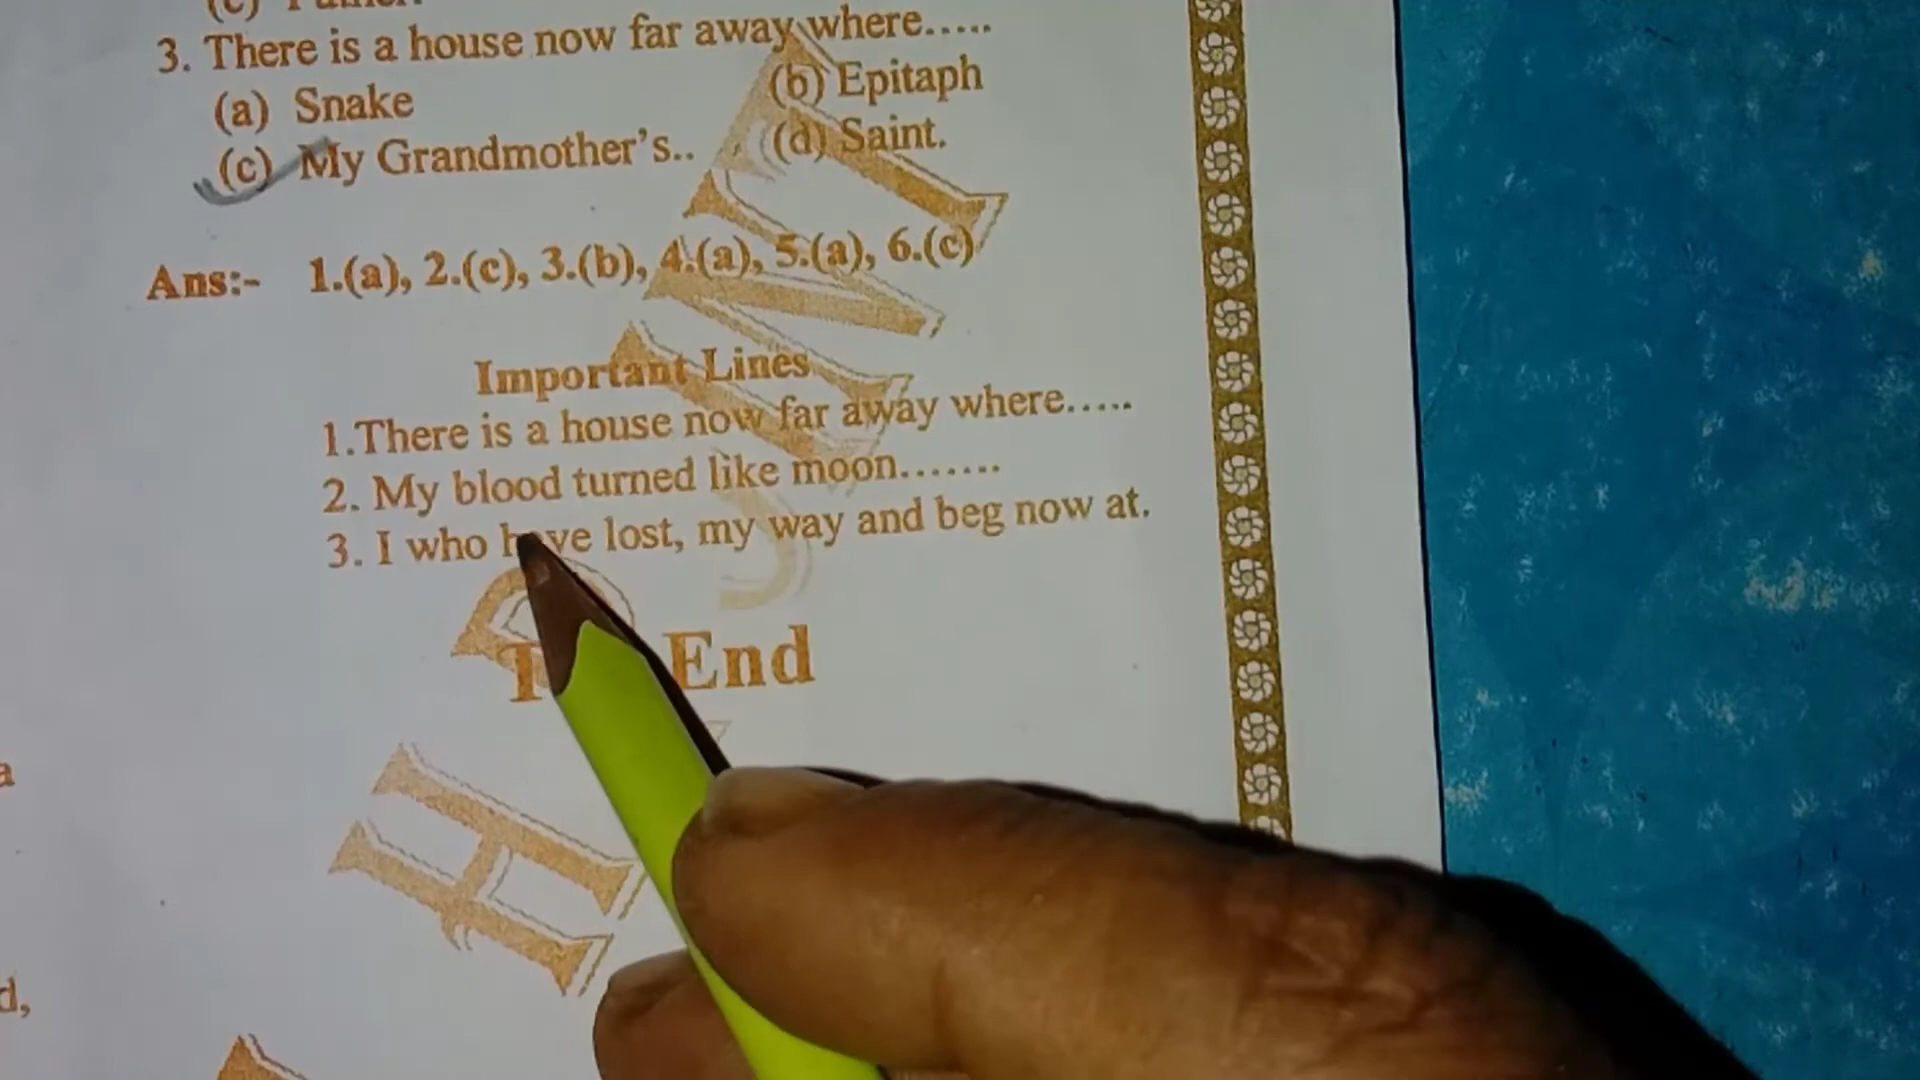 3. There is a house now far away where.....
(a) Snake (b) Epitaph
(c) My Grandmother's.. (d) Saint.
Ans:- 1.(a), 2.(c), 3.(b), 4.(a), 5.(a), 6.(c)
Important Lines
1.There is a house now far away where.....
2. My blood turned like moon.......
3. I who have lost, my way and beg now at.
End
a
d,